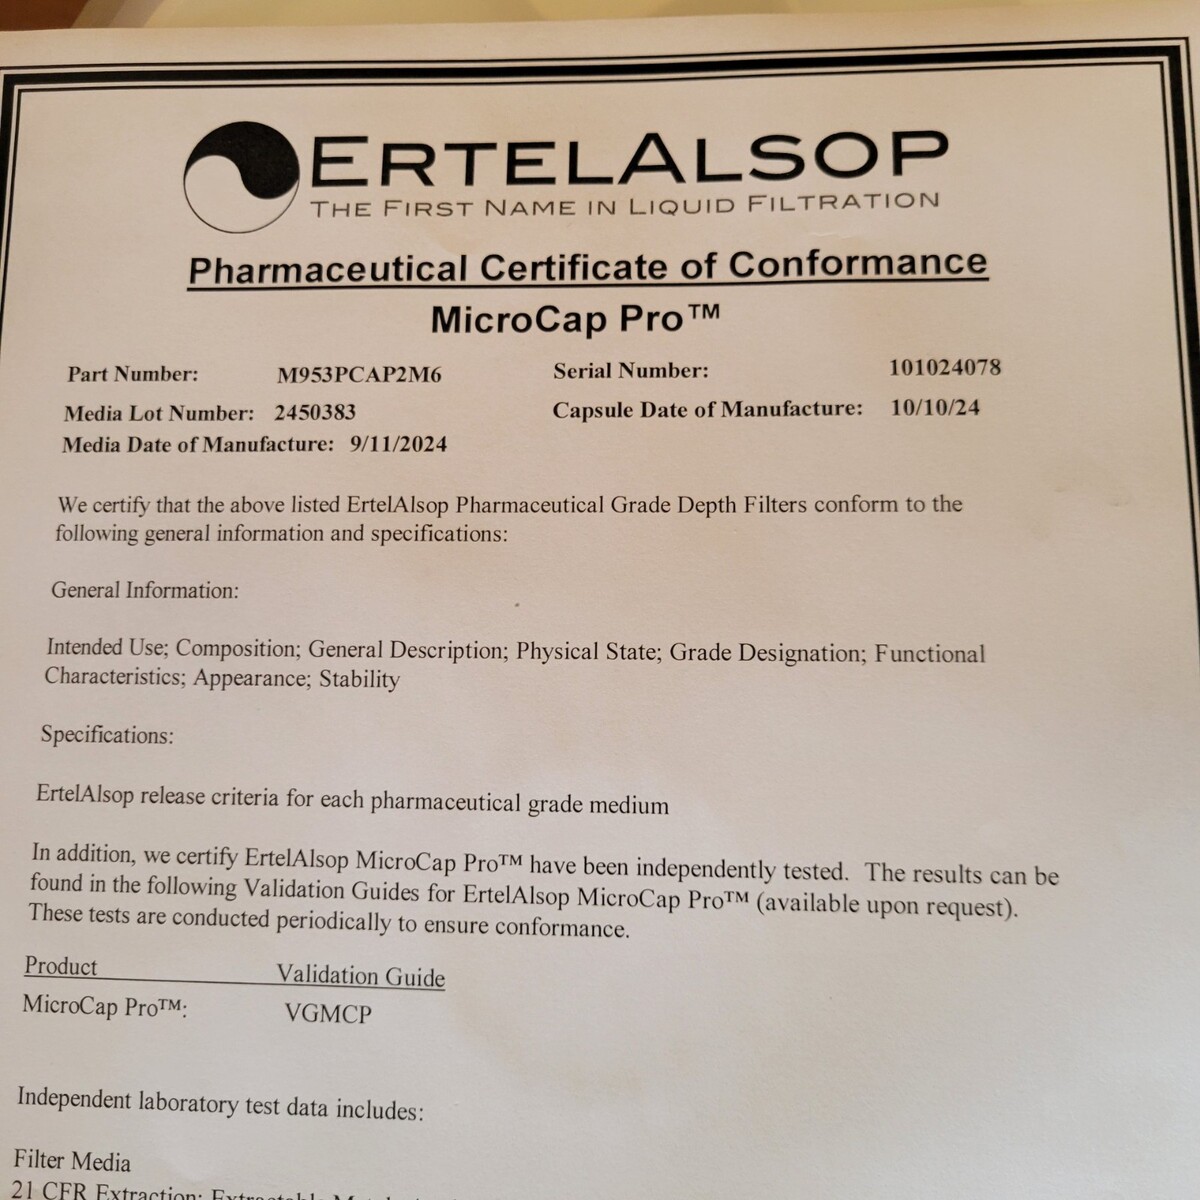 ERTELALSOP
THE FIRST NAME IN LIQUID FILTRATION
Pharmaceutical Certificate of Conformance
MicroCap Pro™
Part Number: M953PCAP2M6 Serial Number: 101024078
Media Lot Number: 2450383 Capsule Date of Manufacture: 10/10/24
Media Date of Manufacture: 9/11/2024
We certify that the above listed ErtelAlsop Pharmaceutical Grade Depth Filters conform to the
following general information and specifications:
General Information:
Intended Use; Composition; General Description; Physical State; Grade Designation; Functional
Characteristics; Appearance; Stability
Specifications:
ErtelAlsop release criteria for each pharmaceutical grade medium
In addition, we certify ErtelAlsop MicroCap Pro™ have been independently tested. The results can be
found in the following Validation Guides for ErtelAlsop MicroCap Pro™ (available upon request).
These tests are conducted periodically to ensure conformance.
Product Validation Guide
MicroCap Pro™: VGMCP
Independent laboratory test data includes:
Filter Media
21 CFR Extraction: Extractable